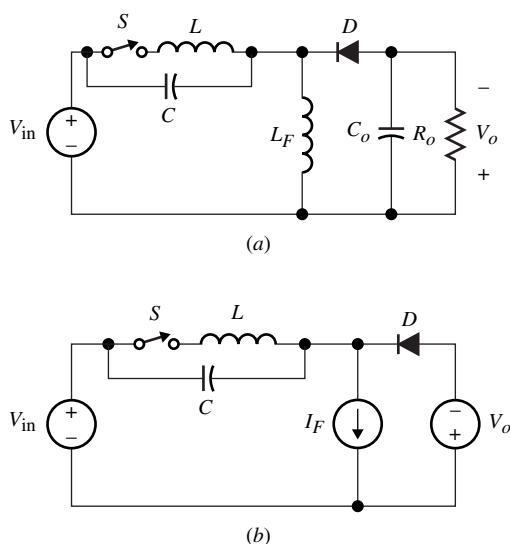 S
L
D
C
V_in
+
−
L_F
C_o
R_o
−
V_o
+
(a)
S
L
D
C
V_in
+
−
I_F
−
+
V_o
(b)